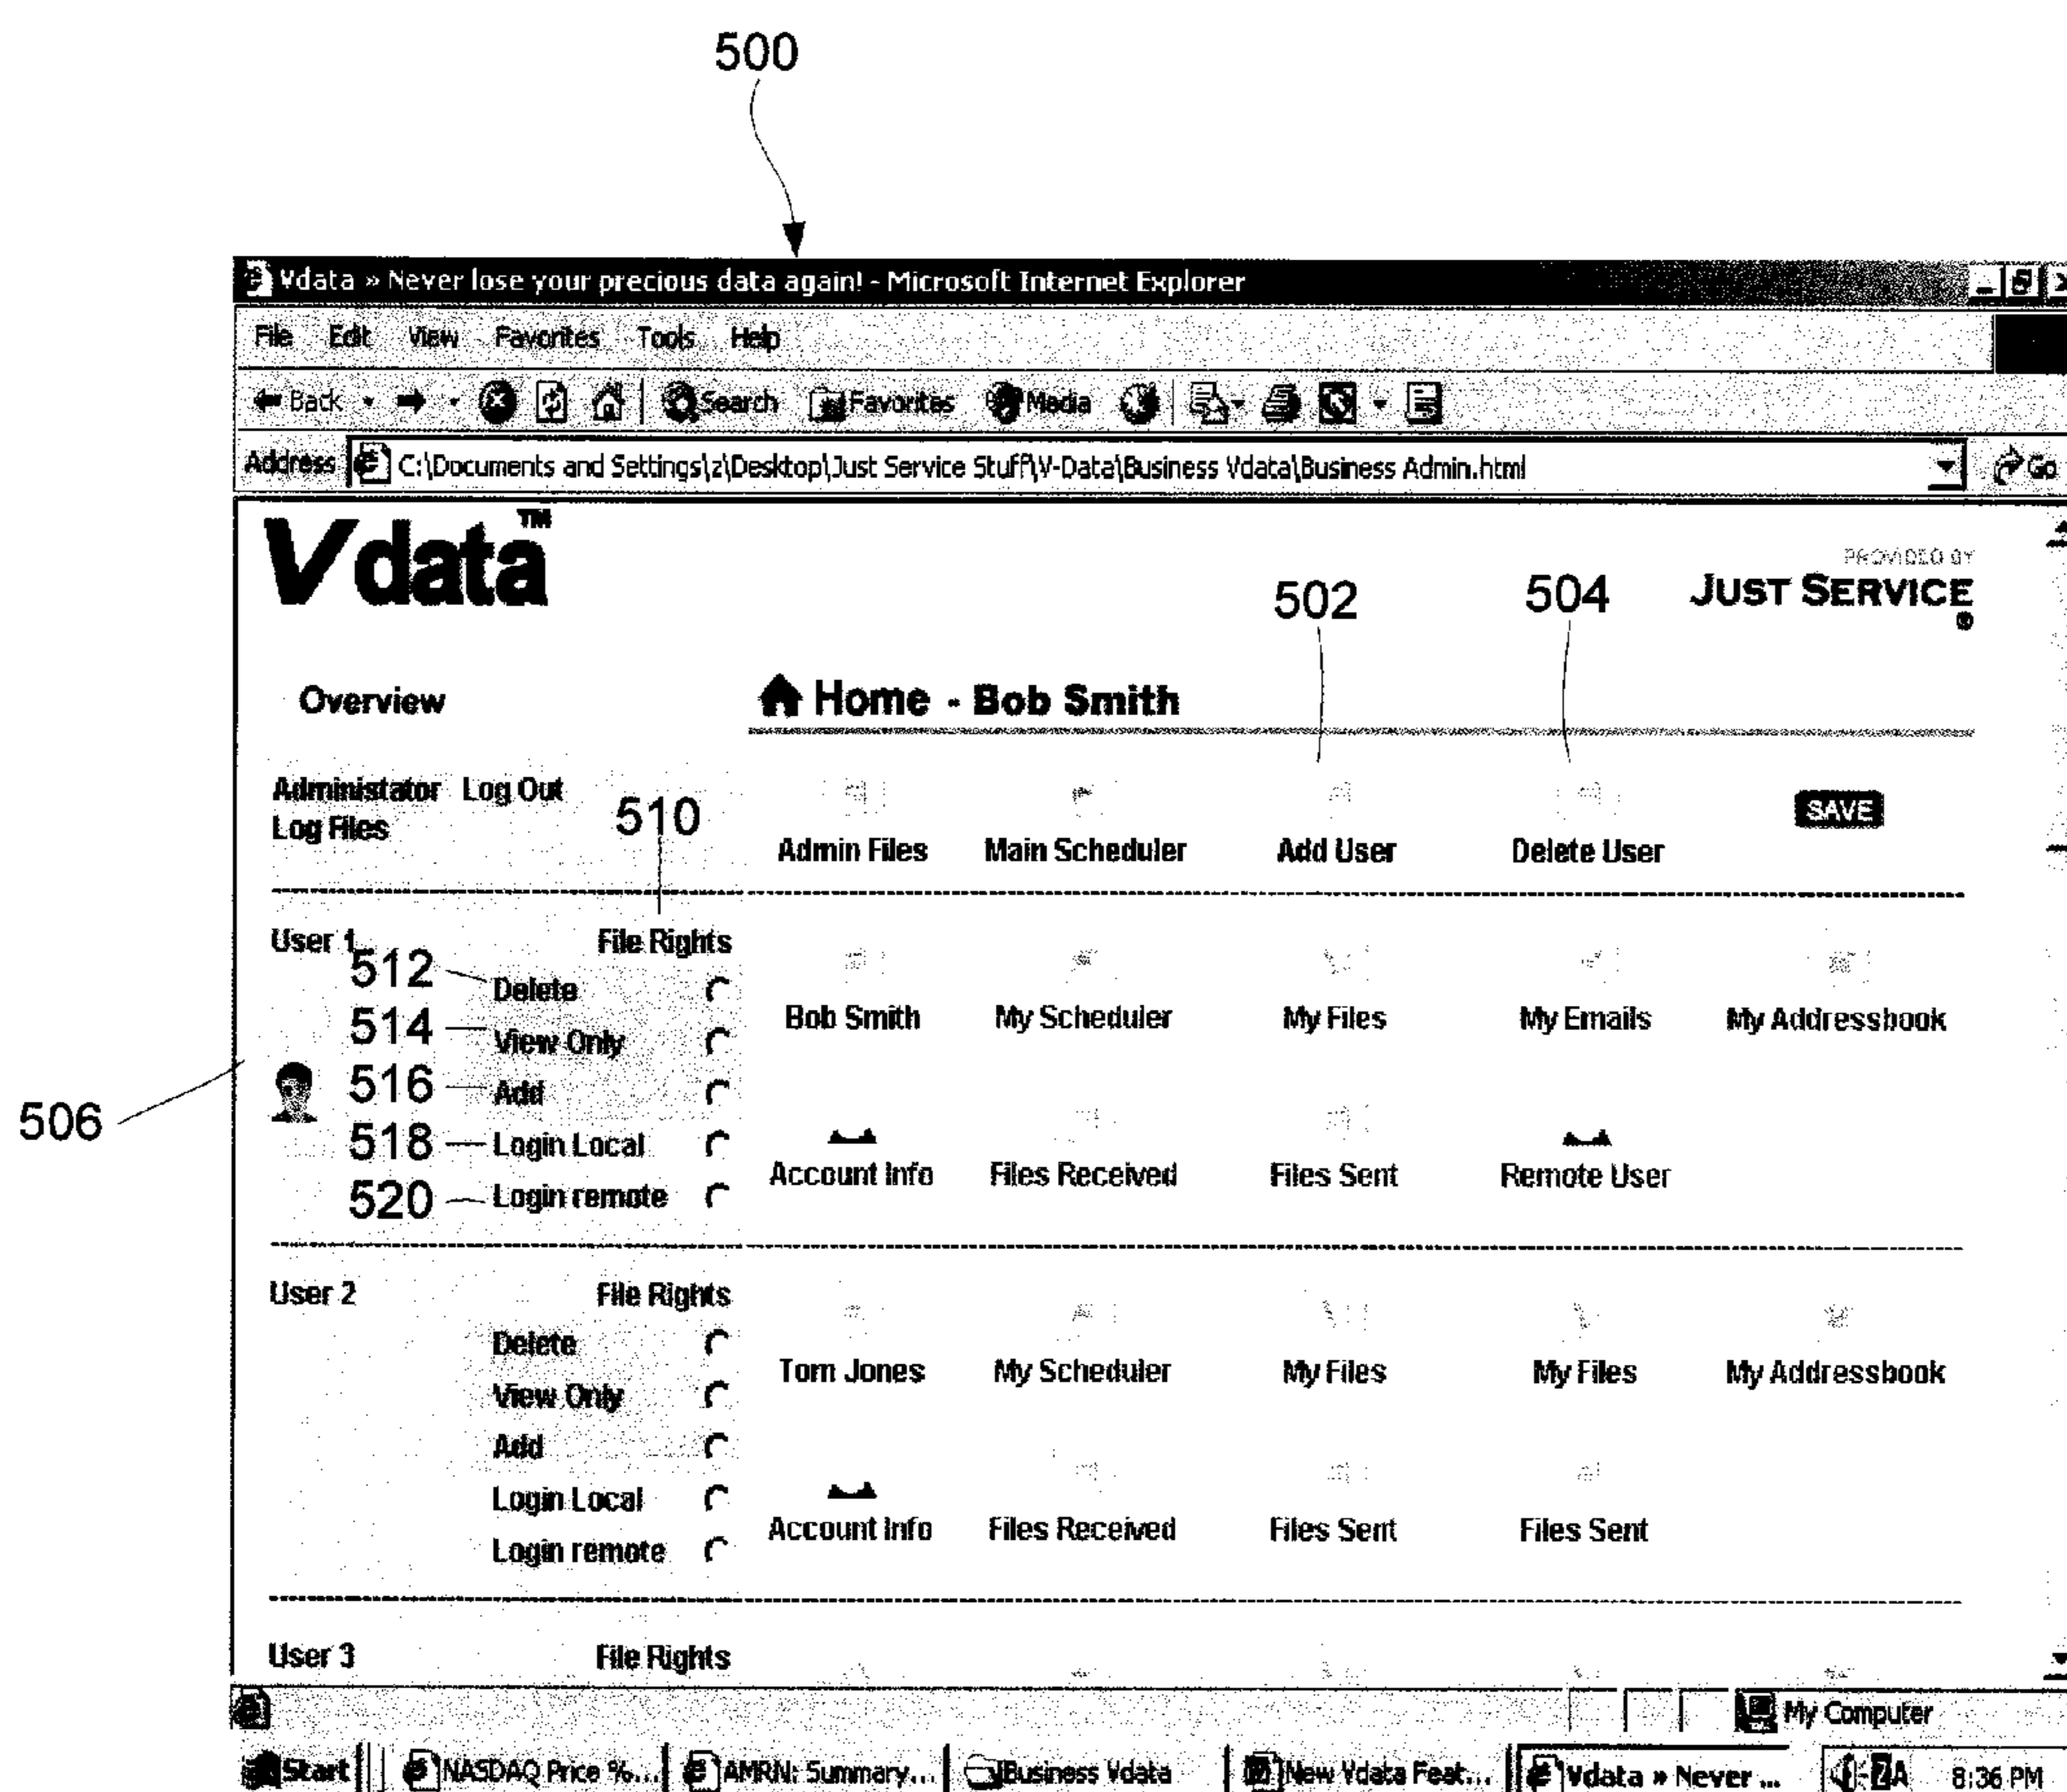 500
Vdata » Never lose your precious data again! - Microsoft Internet Explorer
File Edit View Favorites Tools Help
Back Search Favorites Media
Address C:\Documents and Settings\z\Desktop\Just Service Stuff\V-Data\Business Vdata\Business Admin.html Go
Vdata™
PROVIDED BY
JUST SERVICE
®
502 504
Overview Home - Bob Smith
Administator Log Out
Log Files
510
SAVE
Admin Files Main Scheduler Add User Delete User
User 1 File Rights
512 Delete
514 View Only
Bob Smith My Scheduler My Files My Emails My Addressbook
506
516 Add
518 Login Local
520 Login remote
Account Info Files Received Files Sent Remote User
User 2 File Rights
Delete
View Only
Add
Login Local
Login remote
Tom Jones My Scheduler My Files My Files My Addressbook
Account Info Files Received Files Sent Files Sent
User 3 File Rights
My Computer
Start NASDAQ Price %... AMRN: Summary... Business Vdata New Vdata Feat... Vdata » Never ... 8:36 PM